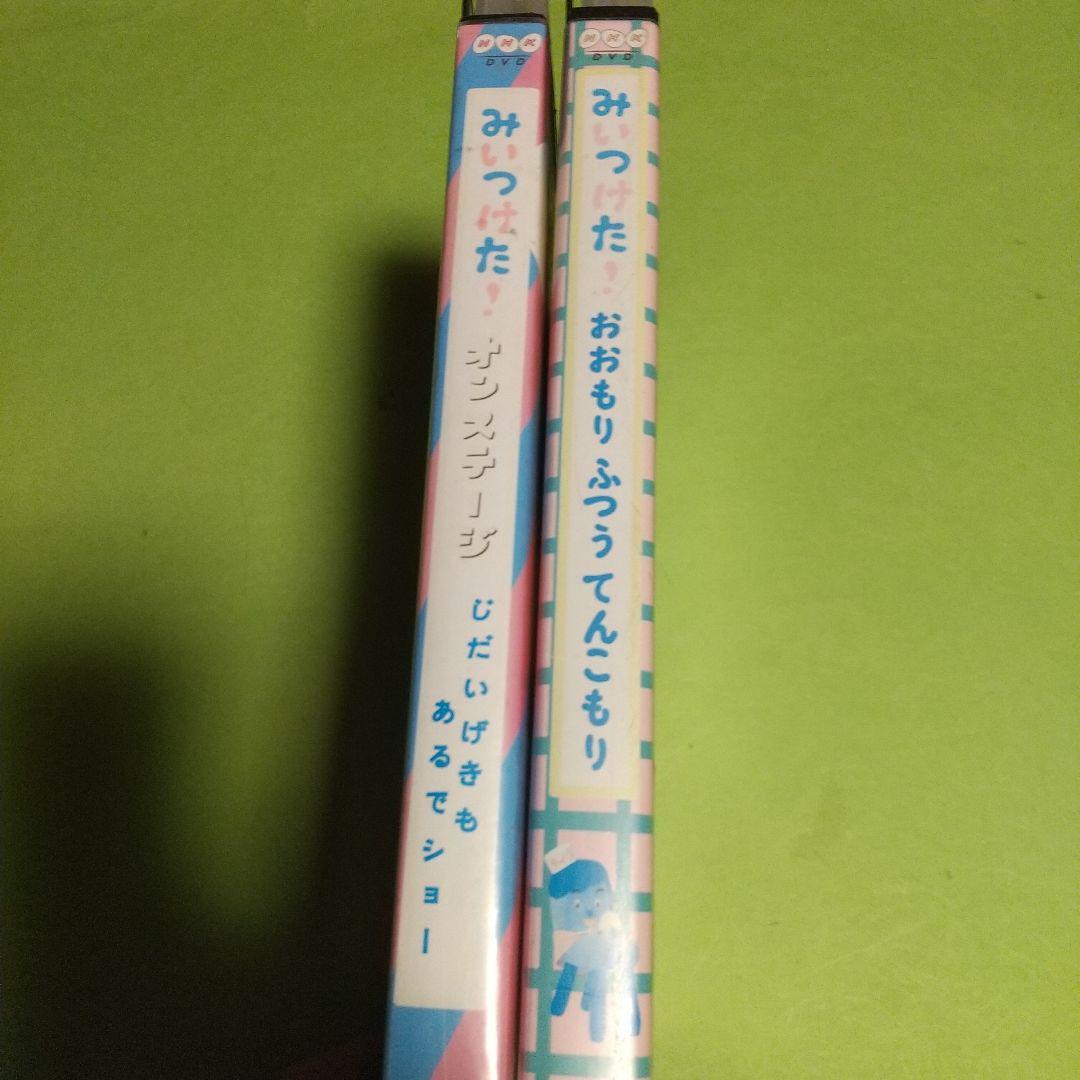 NHK
DVD
みいつけた!
オンステージ
じだいげきも
あるでショー
NHK
DVD
みいつけた!
おおもり ふつう てんこもり